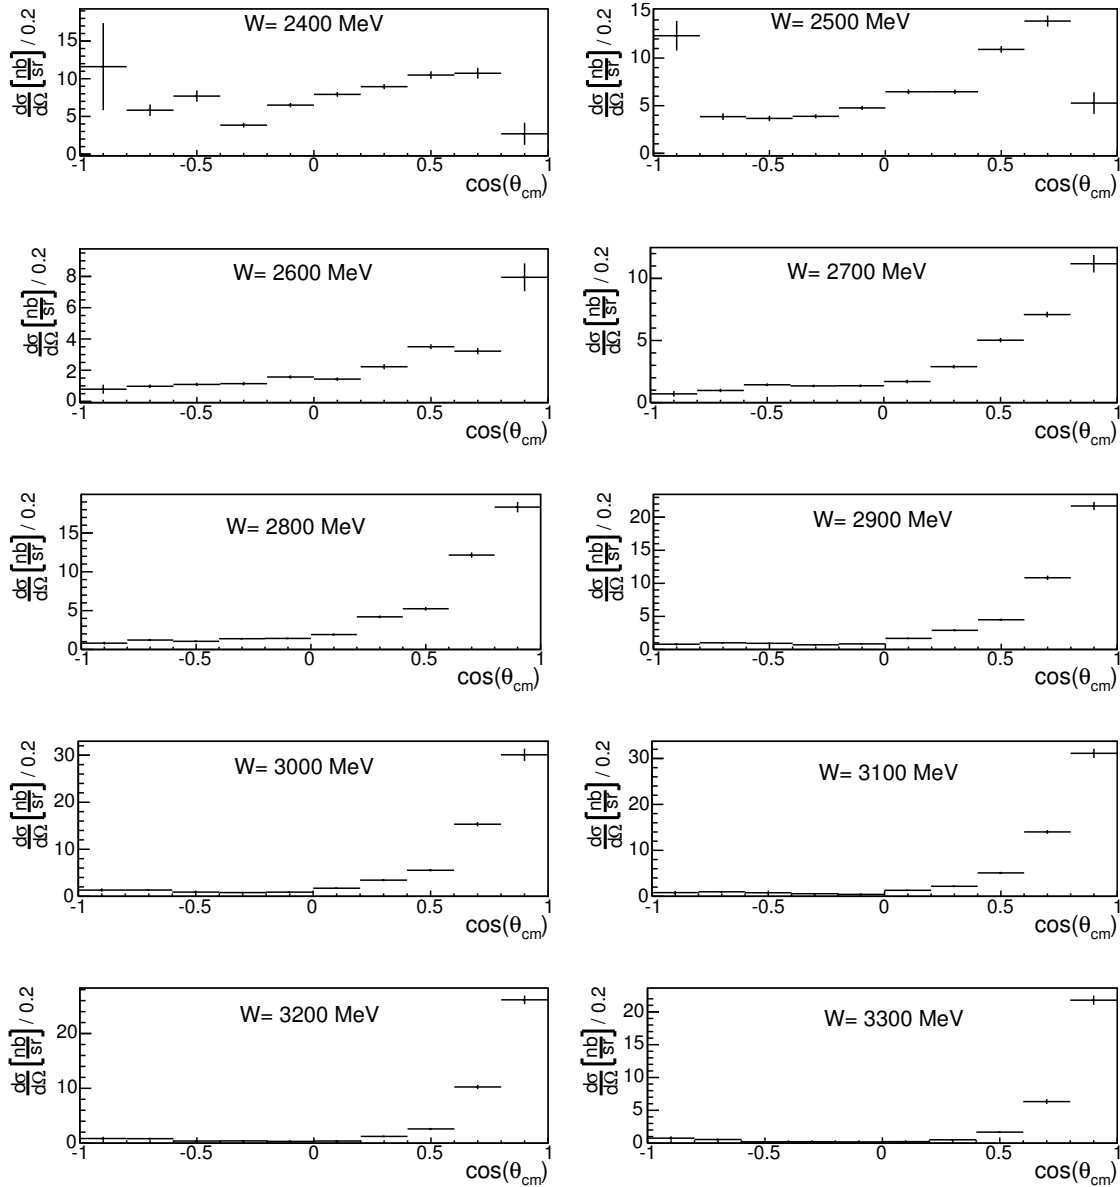 W= 2400 MeV
dσ/dΩ [nb/sr] / 0.2
15
10
5
0
-1 -0.5 0 0.5 1
cos(θcm)
W= 2500 MeV
dσ/dΩ [nb/sr] / 0.2
15
10
5
0
-1 -0.5 0 0.5 1
cos(θcm)
W= 2600 MeV
dσ/dΩ [nb/sr] / 0.2
8
6
4
2
0
-1 -0.5 0 0.5 1
cos(θcm)
W= 2700 MeV
dσ/dΩ [nb/sr] / 0.2
10
5
0
-1 -0.5 0 0.5 1
cos(θcm)
W= 2800 MeV
dσ/dΩ [nb/sr] / 0.2
15
10
5
0
-1 -0.5 0 0.5 1
cos(θcm)
W= 2900 MeV
dσ/dΩ [nb/sr] / 0.2
20
15
10
5
0
-1 -0.5 0 0.5 1
cos(θcm)
W= 3000 MeV
dσ/dΩ [nb/sr] / 0.2
30
20
10
0
-1 -0.5 0 0.5 1
cos(θcm)
W= 3100 MeV
dσ/dΩ [nb/sr] / 0.2
30
20
10
0
-1 -0.5 0 0.5 1
cos(θcm)
W= 3200 MeV
dσ/dΩ [nb/sr] / 0.2
20
10
0
-1 -0.5 0 0.5 1
cos(θcm)
W= 3300 MeV
dσ/dΩ [nb/sr] / 0.2
20
15
10
5
0
-1 -0.5 0 0.5 1
cos(θcm)